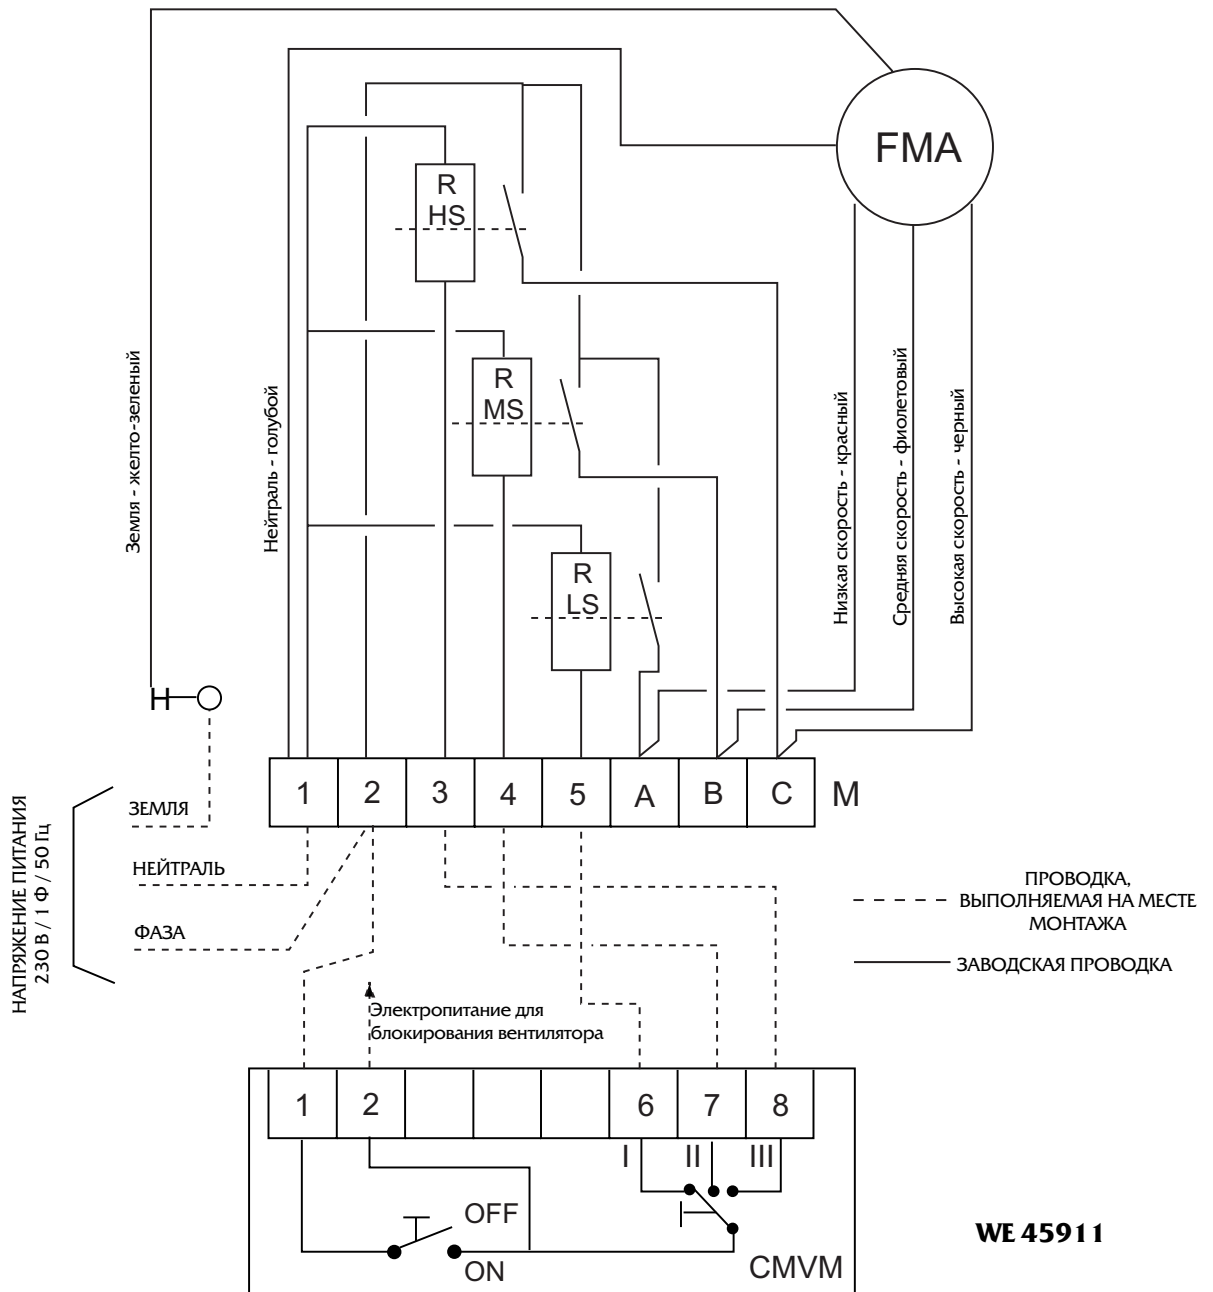 FMA
R
HS
R
MS
R
LS
Земля - желто-зеленый
Нейтраль - голубой
Низкая скорость - красный
Средняя скорость - фиолетовый
Высокая скорость - черный
H
1 2 3 4 5 A B C M
НАПРЯЖЕНИЕ ПИТАНИЯ
230 В / 1 Ф / 50 Гц
ЗЕМЛЯ
НЕЙТРАЛЬ
ФАЗА
ПРОВОДКА,
ВЫПОЛНЯЕМАЯ НА МЕСТЕ
МОНТАЖА
ЗАВОДСКАЯ ПРОВОДКА
Электропитание для
блокирования вентилятора
1 2 6 7 8
I II III
OFF
ON
CMVM
WE 45911